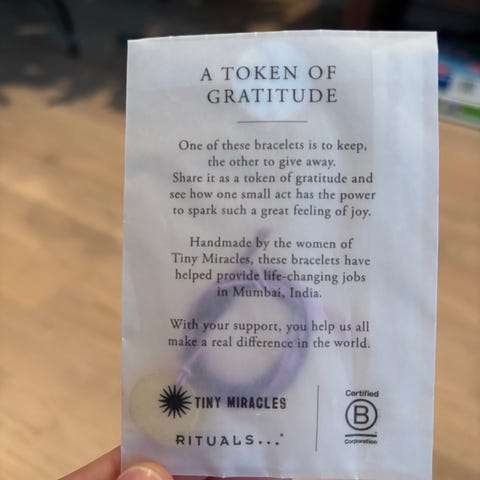 A TOKEN OF
GRATITUDE
One of these bracelets is to keep,
the other to give away.
Share it as a token of gratitude and
see how one small act has the power
to spark such a great feeling of joy.
Handmade by the women of
Tiny Miracles, these bracelets have
helped provide life-changing jobs
in Mumbai, India.
With your support, you help us all
make a real difference in the world.
TINY MIRACLES
RITUALS...®
Certified
B
Corporation